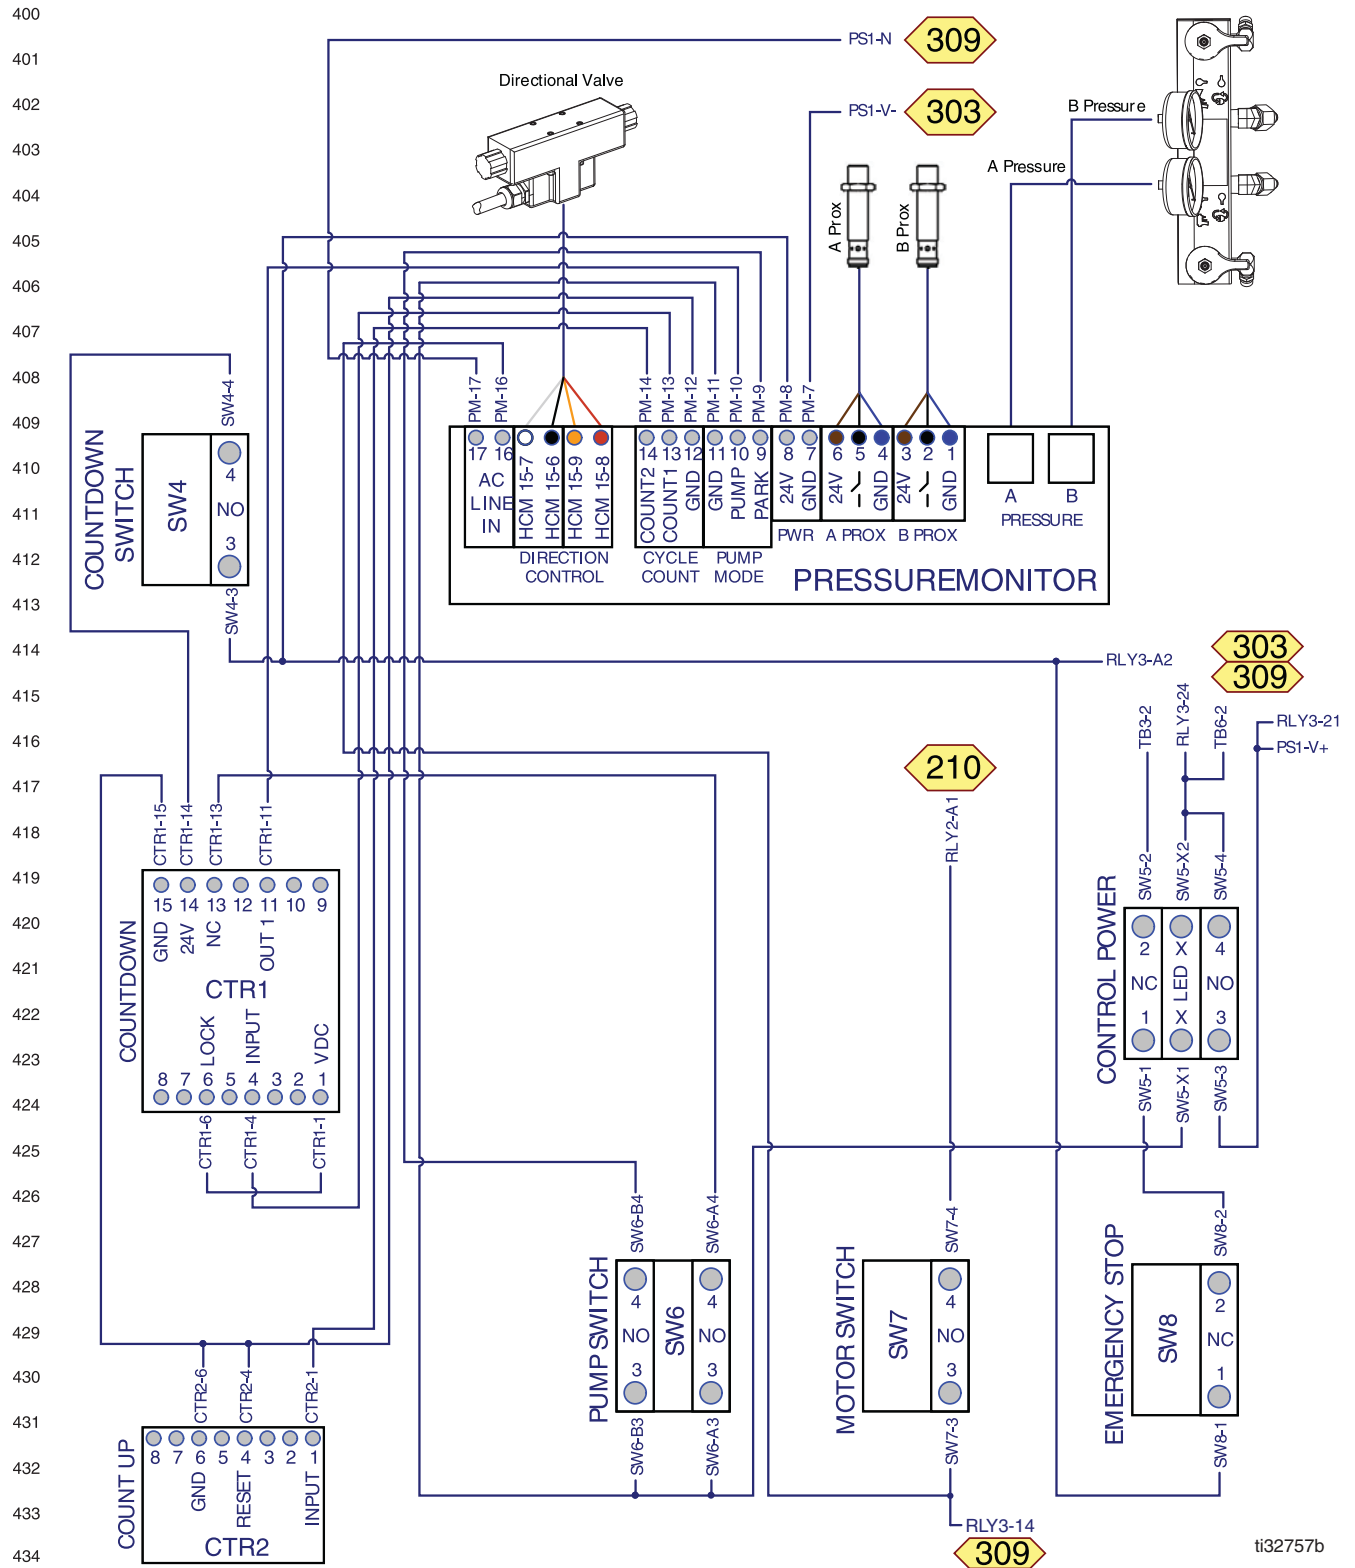 400
401
402
403
404
405
406
407
408
409
410
411
412
413
414
415
416
417
418
419
420
421
422
423
424
425
426
427
428
429
430
431
432
433
434
PS1-N
309
Directional Valve
PS1-V-
303
B Pressure
A Pressure
A Prox
B Prox
SW4-4
PM-17
PM-16
PM-14
PM-13
PM-12
PM-11
PM-10
PM-9
PM-8
PM-7
17
16
AC
LINE
IN
HCM 15-7
HCM 15-6
HCM 15-9
HCM 15-8
DIRECTION
CONTROL
14
13
12
COUNT2
COUNT1
GND
CYCLE
COUNT
11
10
9
GND
PUMP
PARK
PUMP
MODE
8
7
24V
GND
PWR
6
5
4
24V
GND
A PROX
3
2
1
24V
GND
B PROX
A
B
PRESSURE
PRESSUREMONITOR
COUNTDOWN
SWITCH
SW4
4
NO
3
SW4-3
RLY3-A2
303
309
TB3-2
RLY3-24
TB6-2
RLY3-21
PS1-V+
210
RLY2-A1
CTR1-15
CTR1-14
CTR1-13
CTR1-11
COUNTDOWN
15
14
13
12
11
10
9
GND
24V
NC
OUT 1
CTR1
LOCK
INPUT
VDC
8
7
6
5
4
3
2
1
CTR1-6
CTR1-4
CTR1-1
SW5-2
SW5-X2
SW5-4
CONTROL POWER
2
NC
1
X
LED
X
4
NO
3
SW5-1
SW5-X1
SW5-3
SW6-B4
SW6-A4
PUMP SWITCH
4
NO
3
SW6
4
NO
3
SW6-B3
SW6-A3
SW7-4
MOTOR SWITCH
SW7
4
NO
3
SW7-3
RLY3-14
309
SW8-2
EMERGENCY STOP
SW8
2
NC
1
SW8-1
CTR2-6
CTR2-4
CTR2-1
COUNT UP
8
7
6
5
4
3
2
1
GND
RESET
INPUT
CTR2
ti32757b